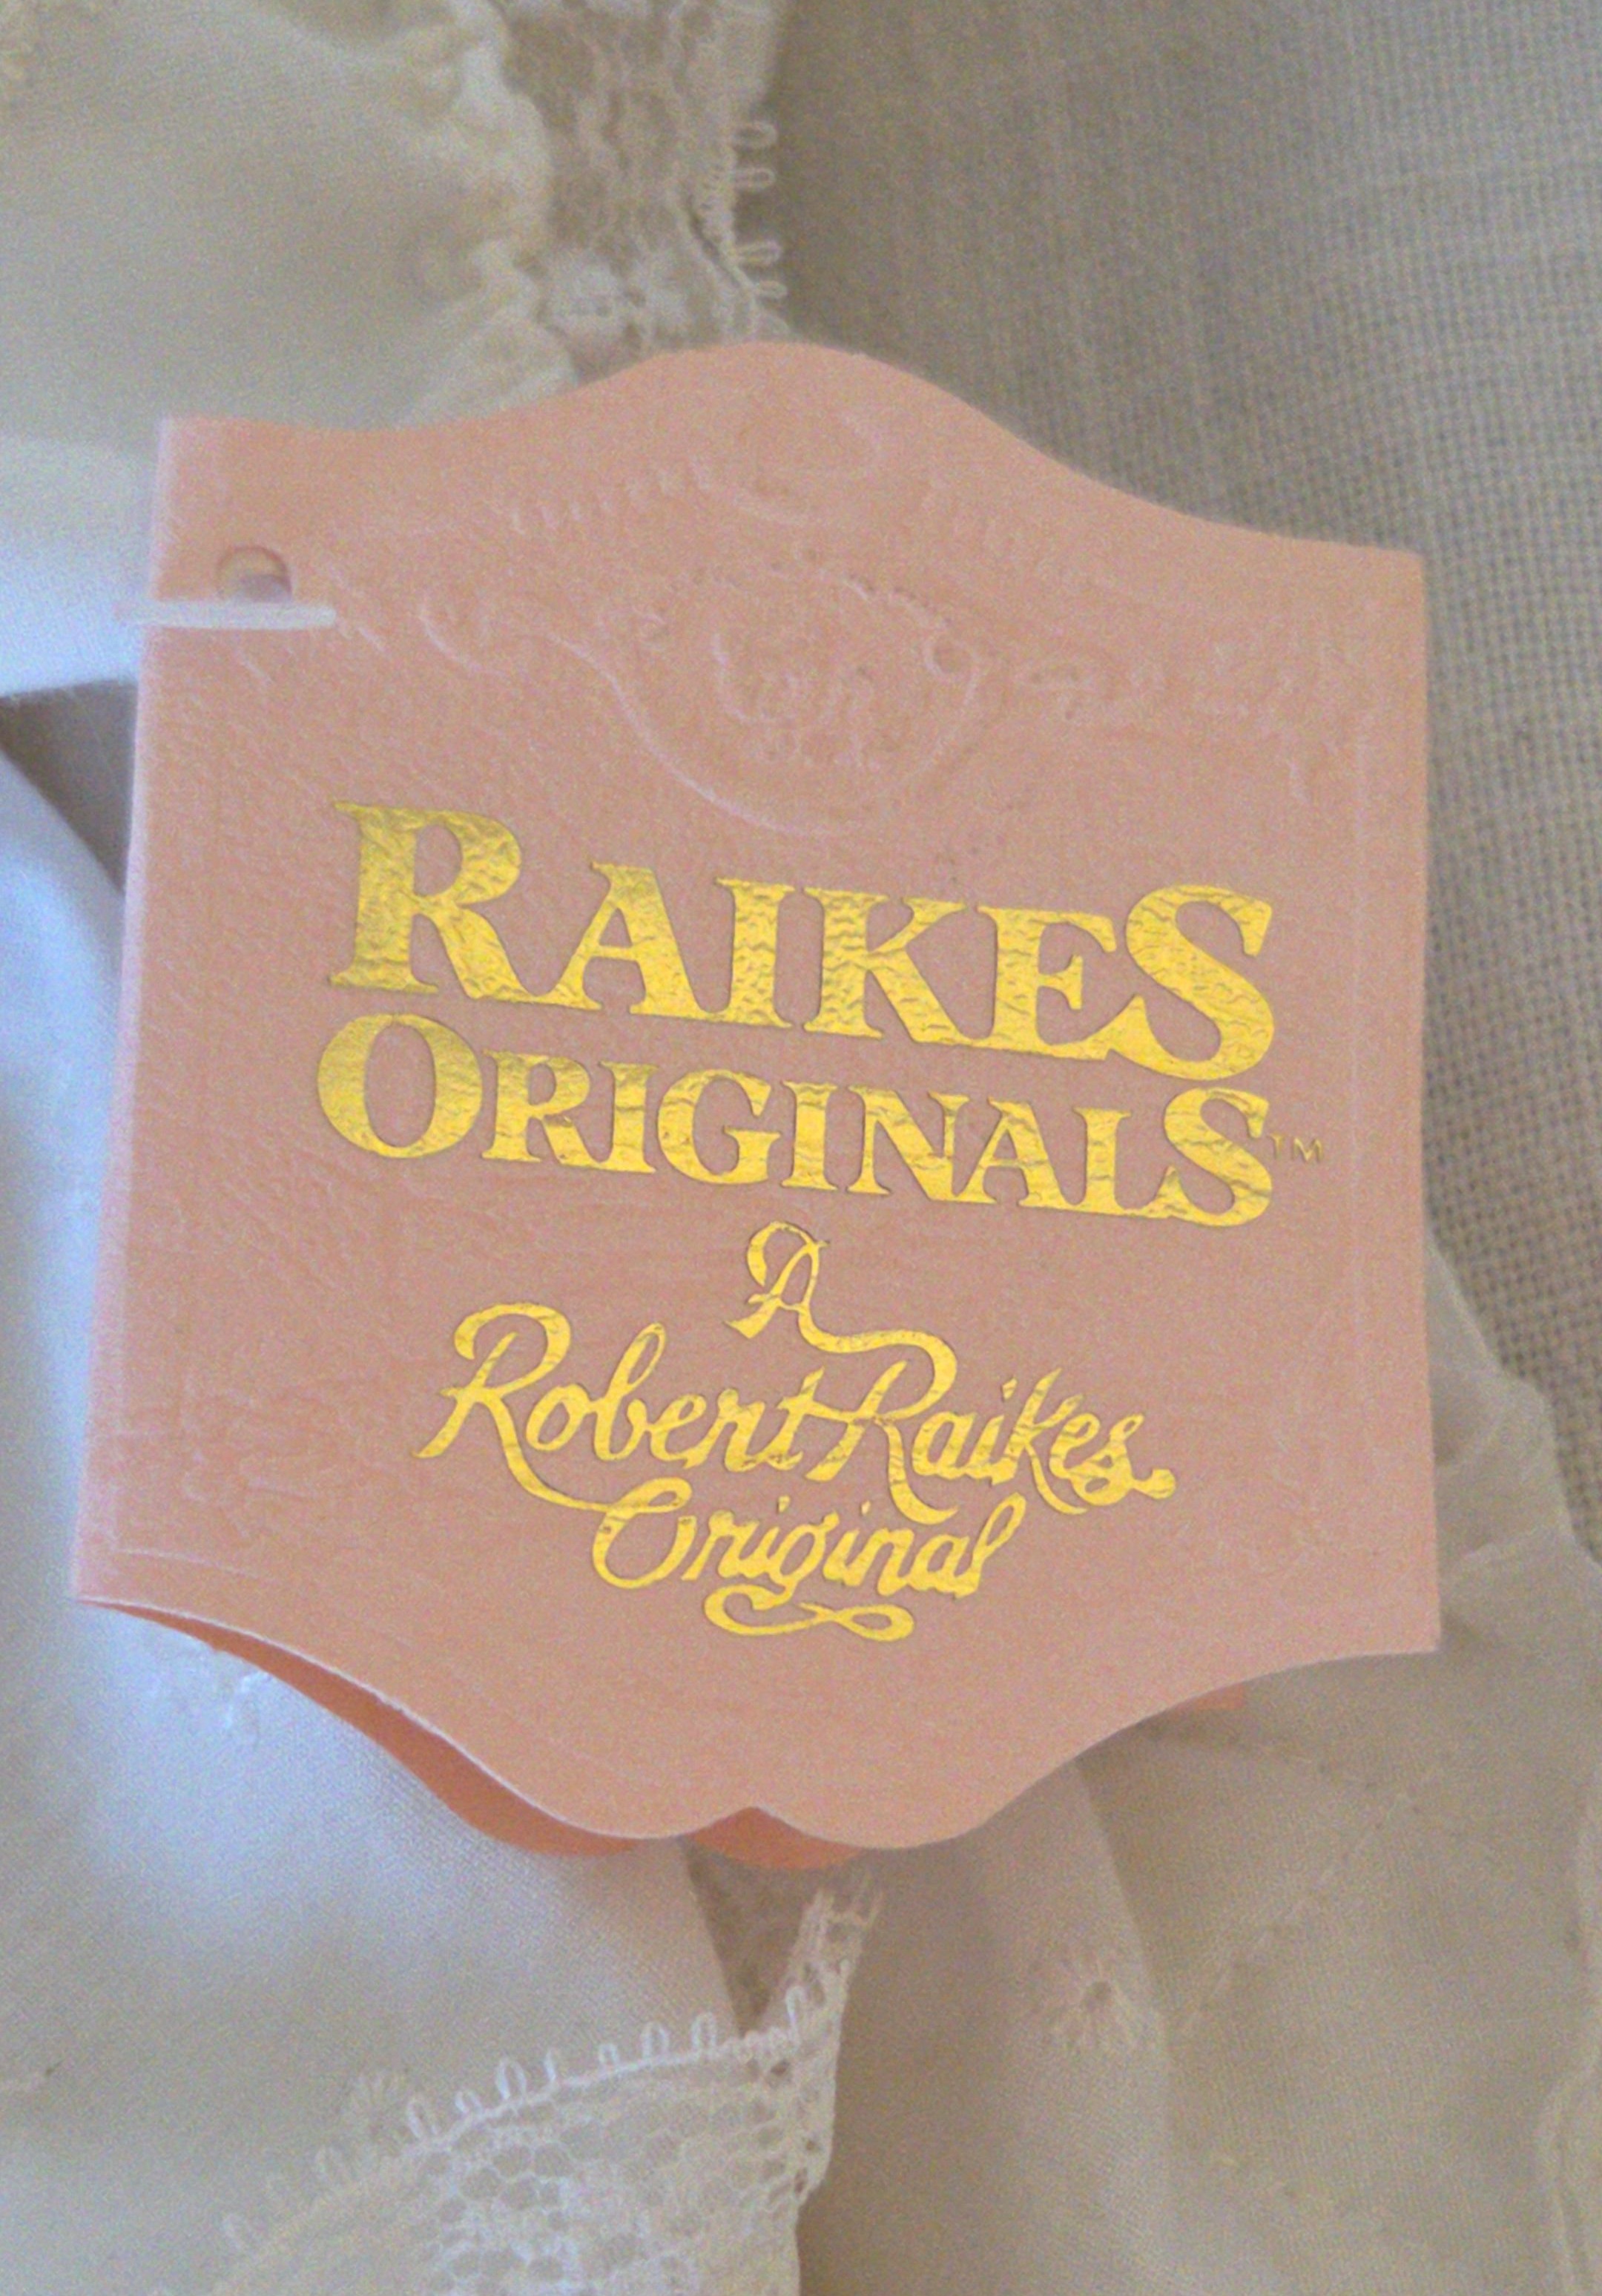 RAIKES
ORIGINALS™
A
Robert Raikes
Original